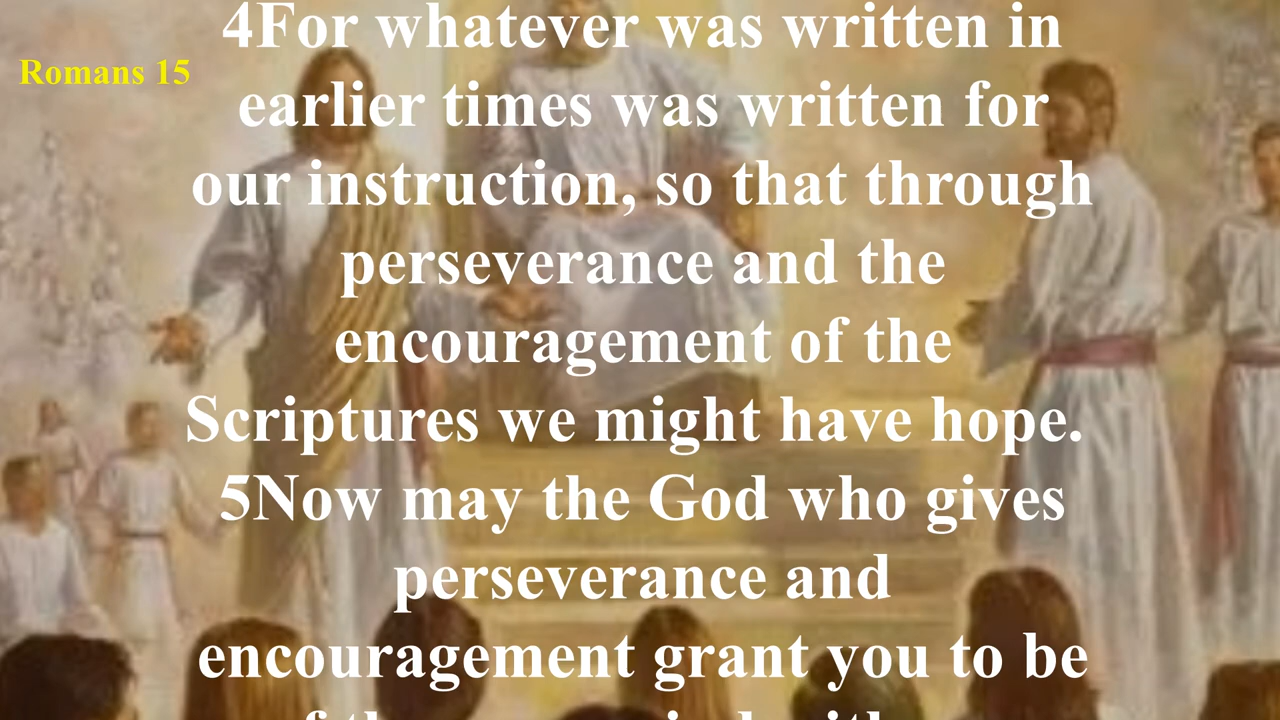 4For whatever was written in
Romans 15
earlier times was written for
our instruction, so that through
perseverance and the
encouragement of the
Scriptures we might have hope.
5Now may the God who gives
perseverance and
encouragement grant you to be